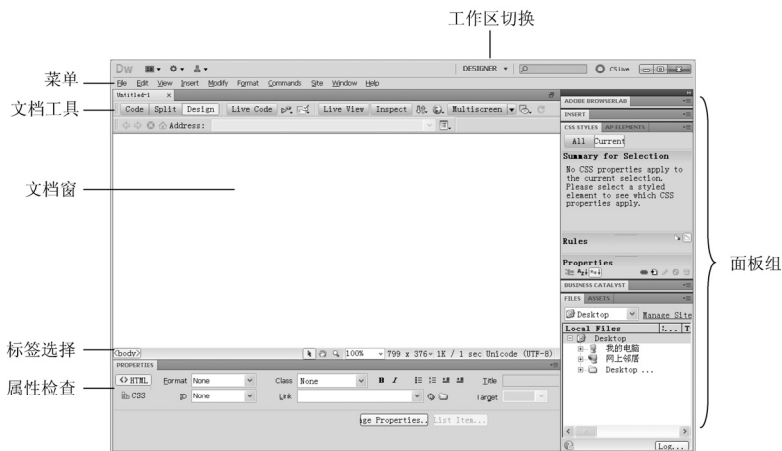 工作区切换
Dw
DESIGNER
CS Live
菜单
File Edit View Insert Modify Format Commands Site Window Help
Untitled-1 ×
文档工具
Code Split Design Live Code Live View Inspect Multiscreen
Address:
文档窗
标签选择
<body>
100% 799 x 376 1K / 1 sec Unicode (UTF-8)
属性检查
PROPERTIES
<> HTML Format None Class None B I Title
CSS ID None Link Target
ge Properties.. List Item...
ADOBE BROWSERLAB
INSERT
CSS STYLES AP ELEMENTS
All Current
Summary for Selection
No CSS properties apply to
the current selection.
Please select a styled
element to see which CSS
properties apply.
Rules
Properties
BUSINESS CATALYST
FILES ASSETS
Desktop Manage Site
Local Files T
Desktop
我的电脑
网上邻居
Desktop ...
Log...
面板组